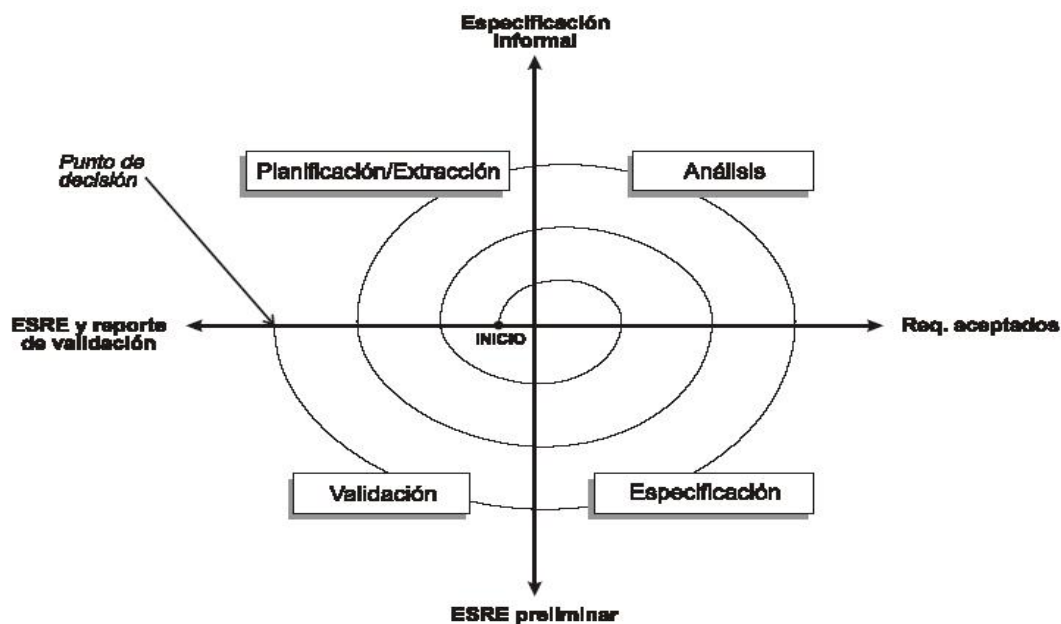 Especificación
informal
Planificación/Extracción
Análisis
Punto de
decisión
ESRE y reporte
de validación
INICIO
Req. aceptados
Validación
Especificación
ESRE preliminar